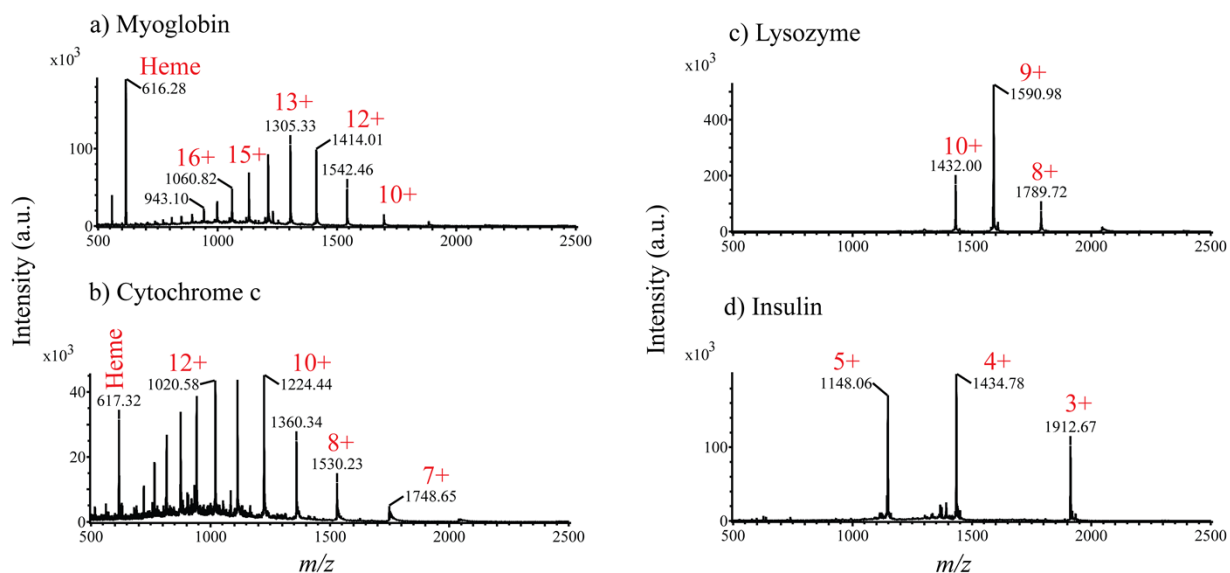 a) Myoglobin
x10³
Heme
616.28
13+
1305.33
12+
1414.01
16+
15+
1060.82
1542.46
943.10
10+
100
0
500 1000 1500 2000 2500
b) Cytochrome c
x10³
Heme
617.32
12+
1020.58
10+
1224.44
1360.34
8+
1530.23
7+
1748.65
40
20
0
500 1000 1500 2000 2500
m/z
Intensity (a.u.)
c) Lysozyme
x10³
9+
1590.98
10+
1432.00
8+
1789.72
400
200
0
500 1000 1500 2000 2500
d) Insulin
x10³
5+
1148.06
4+
1434.78
3+
1912.67
100
0
500 1000 1500 2000 2500
m/z
Intensity (a.u.)